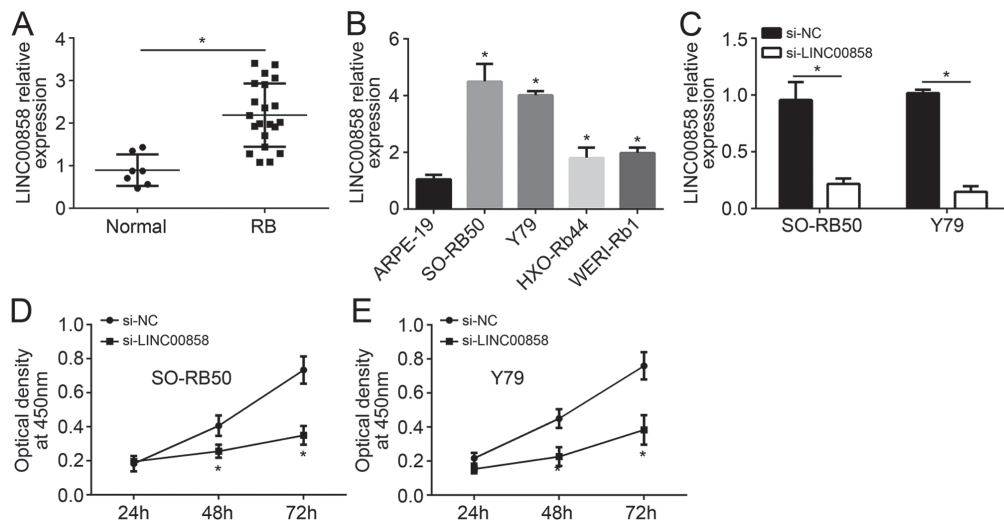 A
LINC00858 relative
expression
4
3
2
1
0
*
Normal
RB
B
LINC00858 relative
expression
6
4
2
0
*
*
*
*
ARPE-19
SO-RB50
Y79
HXO-Rb44
WERI-Rb1
C
si-NC
si-LINC00858
LINC00858 relative
expression
1.5
1.0
0.5
0.0
*
*
SO-RB50
Y79
D
si-NC
si-LINC00858
SO-RB50
Optical density
at 450nm
1.0
0.8
0.6
0.4
0.2
0.0
*
*
24h
48h
72h
E
si-NC
si-LINC00858
Y79
Optical density
at 450nm
1.0
0.8
0.6
0.4
0.2
0.0
*
*
24h
48h
72h